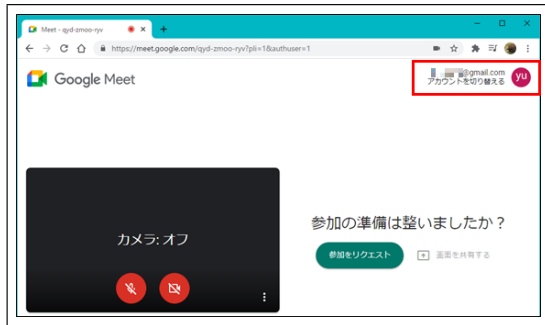 Meet - qyd-zmoo-ryv
https://meet.google.com/qyd-zmoo-ryv?pli=1&authuser=1
Google Meet
@gmail.com
アカウントを切り替える
yu
カメラ: オフ
参加の準備は整いましたか？
参加をリクエスト
画面を共有する